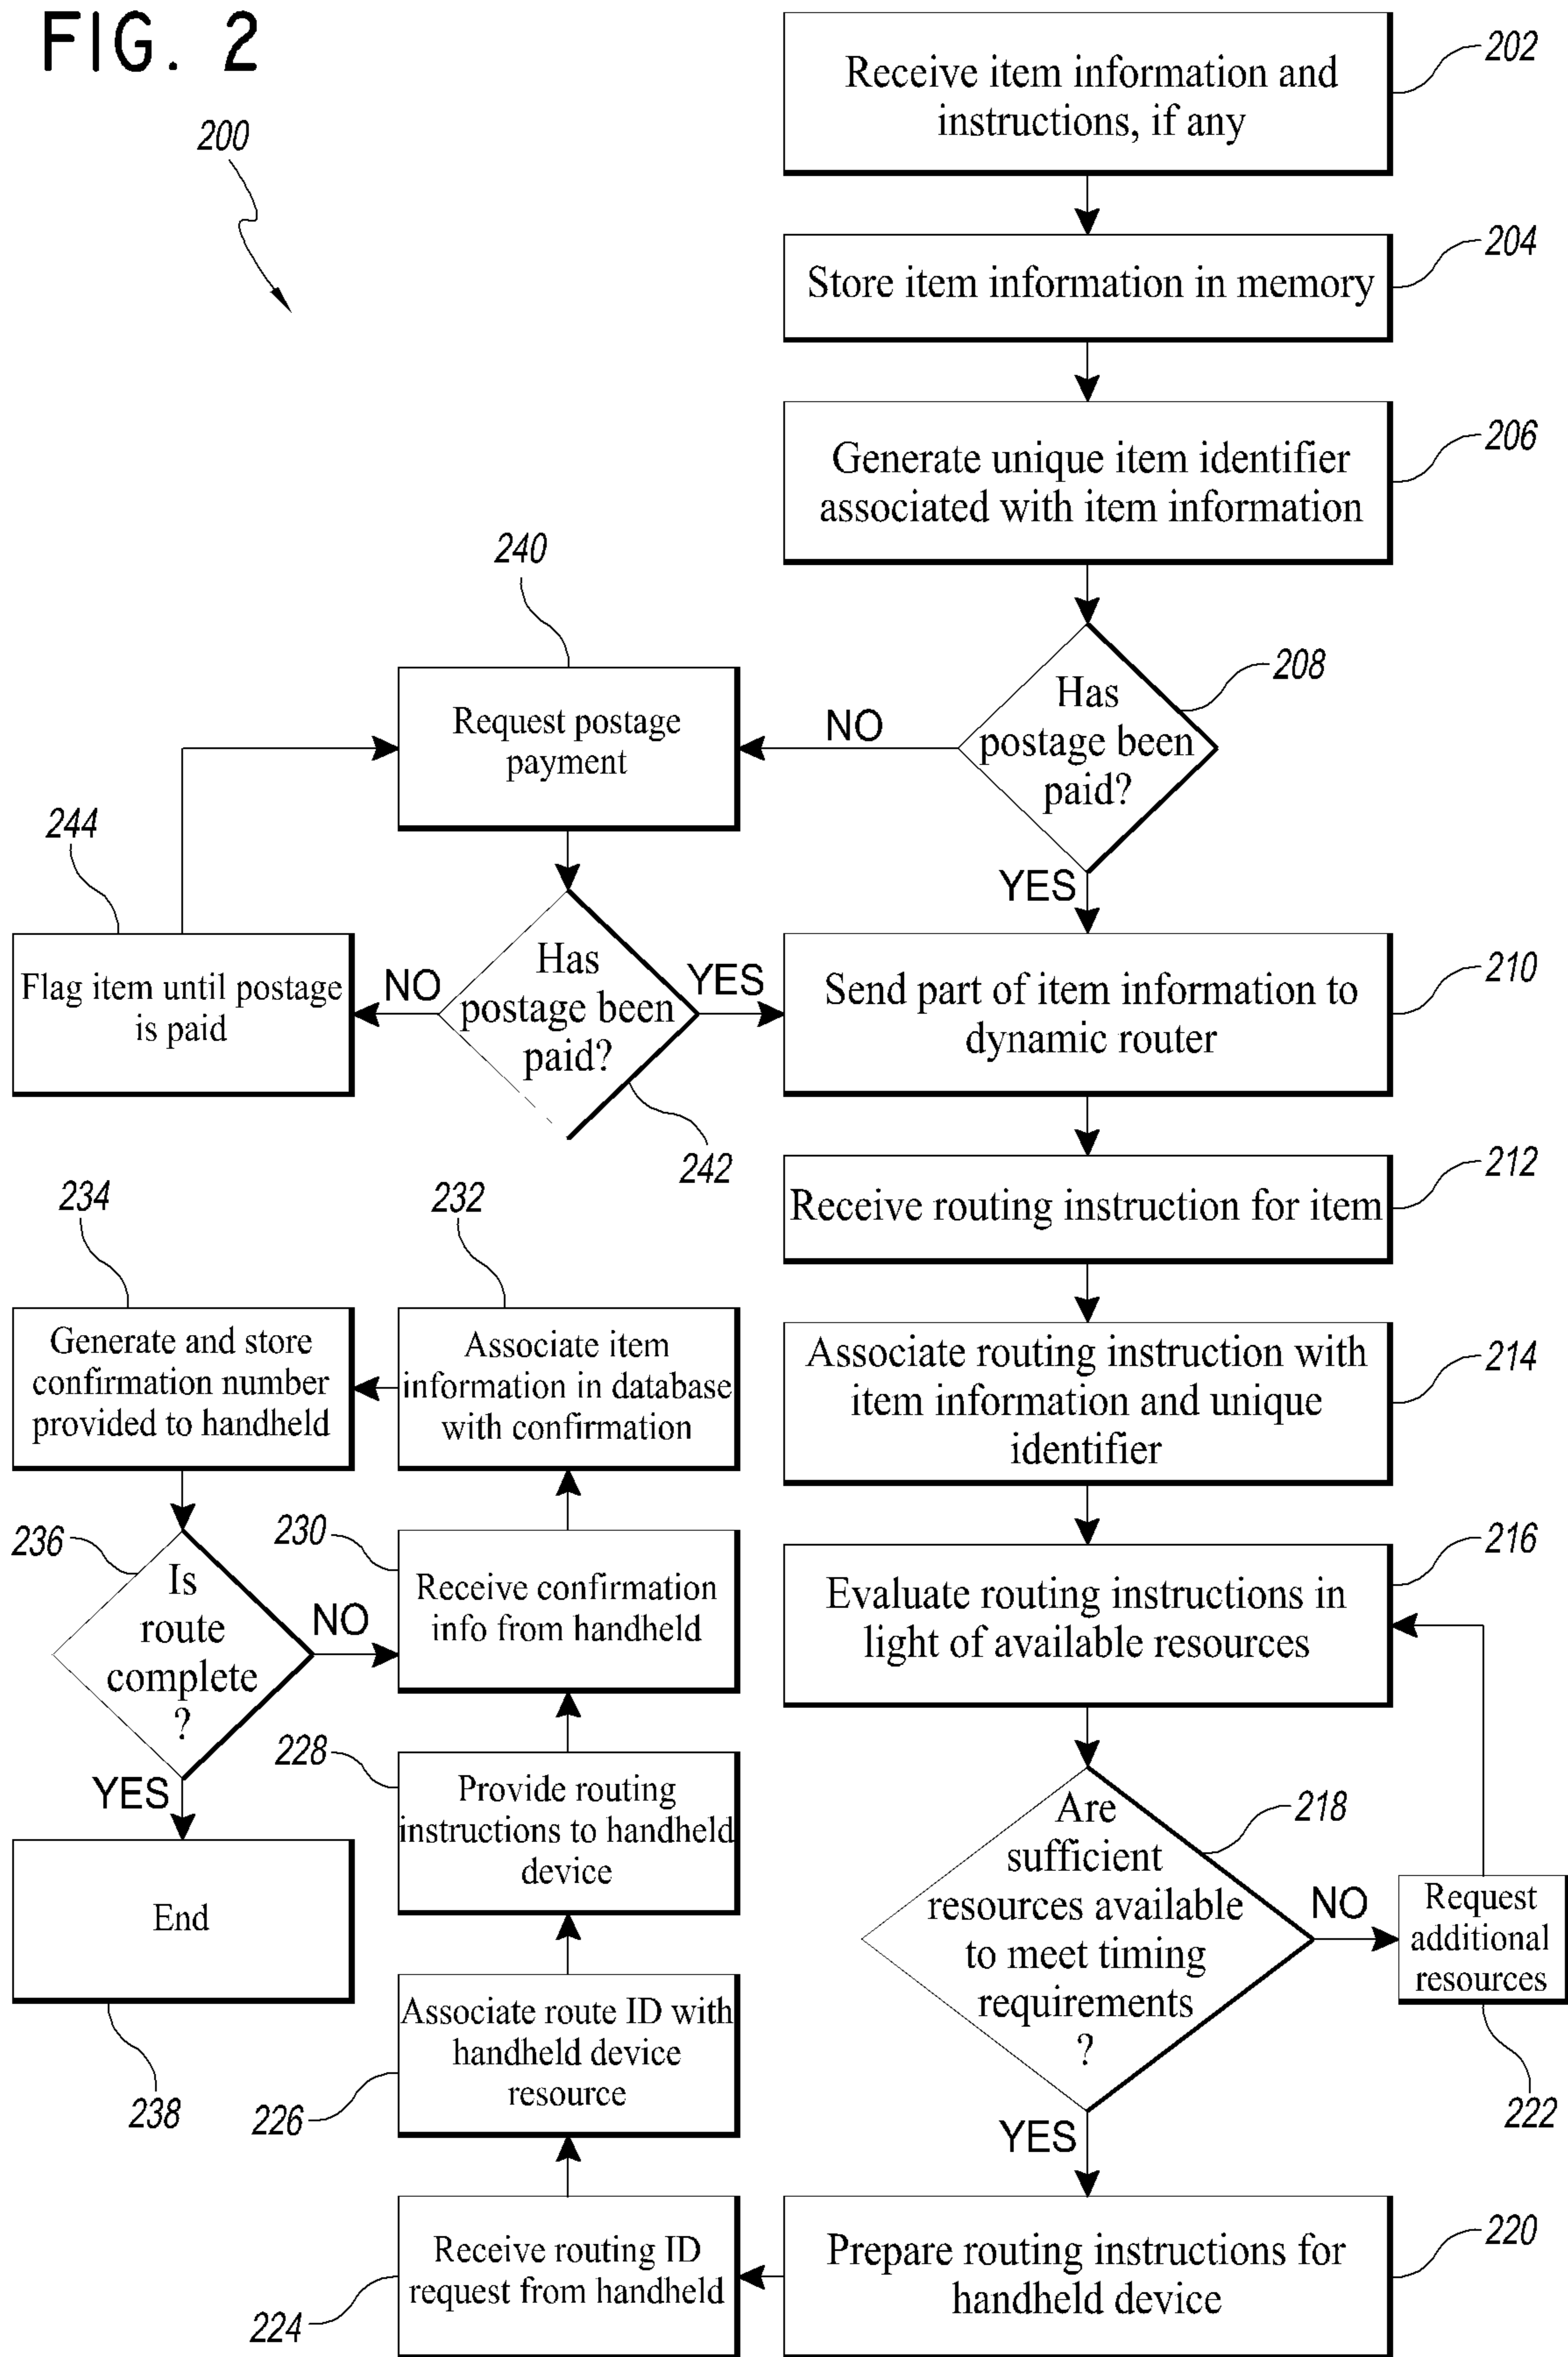 FIG. 2
200
Receive item information and
instructions, if any
202
Store item information in memory
204
Generate unique item identifier
associated with item information
206
Has
postage been
paid?
208
NO
YES
240
Request postage
payment
244
Flag item until postage
is paid
NO
Has
postage been
paid?
242
YES
Send part of item information to
dynamic router
210
Receive routing instruction for item
212
Associate routing instruction with
item information and unique
identifier
214
Evaluate routing instructions in
light of available resources
216
Are
sufficient
resources available
to meet timing
requirements
?
218
NO
Request
additional
resources
222
YES
Prepare routing instructions for
handheld device
220
Receive routing ID
request from handheld
224
Associate route ID with
handheld device
resource
226
Provide routing
instructions to handheld
device
228
Receive confirmation
info from handheld
230
Associate item
information in database
with confirmation
232
Generate and store
confirmation number
provided to handheld
234
Is
route
complete
?
236
NO
YES
End
238